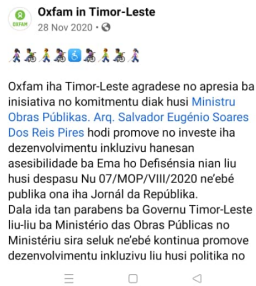 Oxfam in Timor-Leste
OXFAM
28 Nov 2020 ·
Oxfam iha Timor-Leste agradese no apresia ba
inisiativa no komitmentu diak husi Ministru
Obras Públikas. Arq. Salvador Eugénio Soares
Dos Reis Pires hodi promove no investe iha
dezenvolvimentu inkluzivu hanesan
asesibilidade ba Ema ho Defisénsia nian liu
husi despasu Nu 07/MOP/VIII/2020 ne'ebé
publika ona iha Jornál da Repúblika.
Dala ida tan parabens ba Governu Timor-Leste
liu-liu ba Ministério das Obras Públikas no
Ministériu sira seluk ne'ebé kontinua promove
dezenvolvimentu inkluzivu liu husi politika no